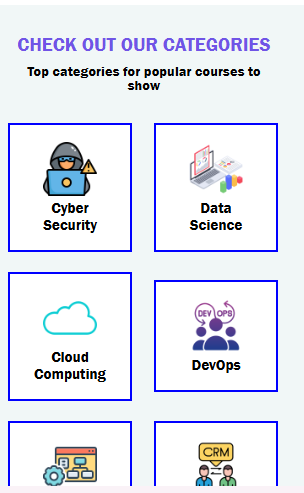 CHECK OUT OUR CATEGORIES
Top categories for popular courses to
show
Cyber
Security
Data
Science
Cloud
Computing
DEV OPS
DevOps
CRM